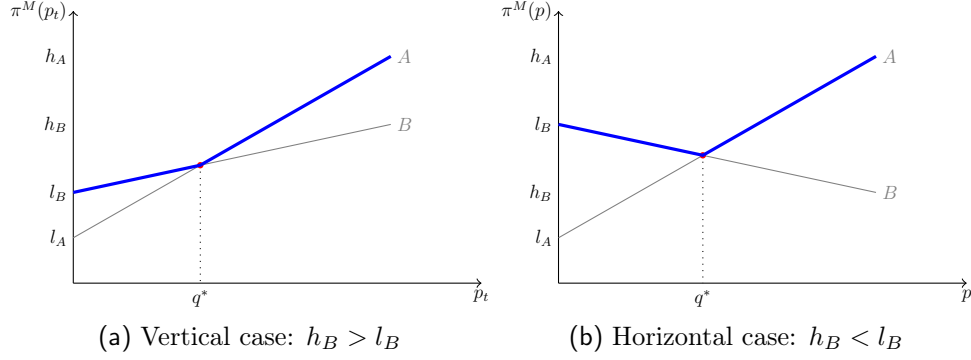 π^M(p_t)
h_A
h_B
l_B
l_A
A
B
q*
p_t
(a) Vertical case: h_B > l_B
π^M(p)
h_A
l_B
h_B
l_A
A
B
q*
p
(b) Horizontal case: h_B < l_B